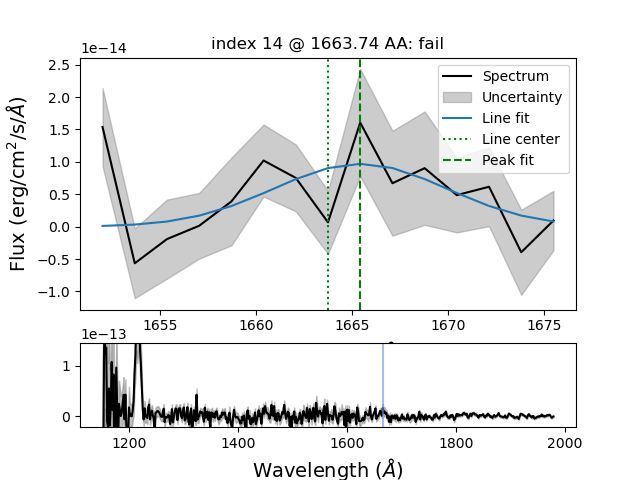 index 14 @ 1663.74 AA: fail
1e−14
2.5
2.0
1.5
1.0
0.5
0.0
−0.5
−1.0
Flux (erg/cm²/s/Å)
Spectrum
Uncertainty
Line fit
Line center
Peak fit
1655 1660 1665 1670 1675
1e−13
1
0
1200 1400 1600 1800 2000
Wavelength (Å)